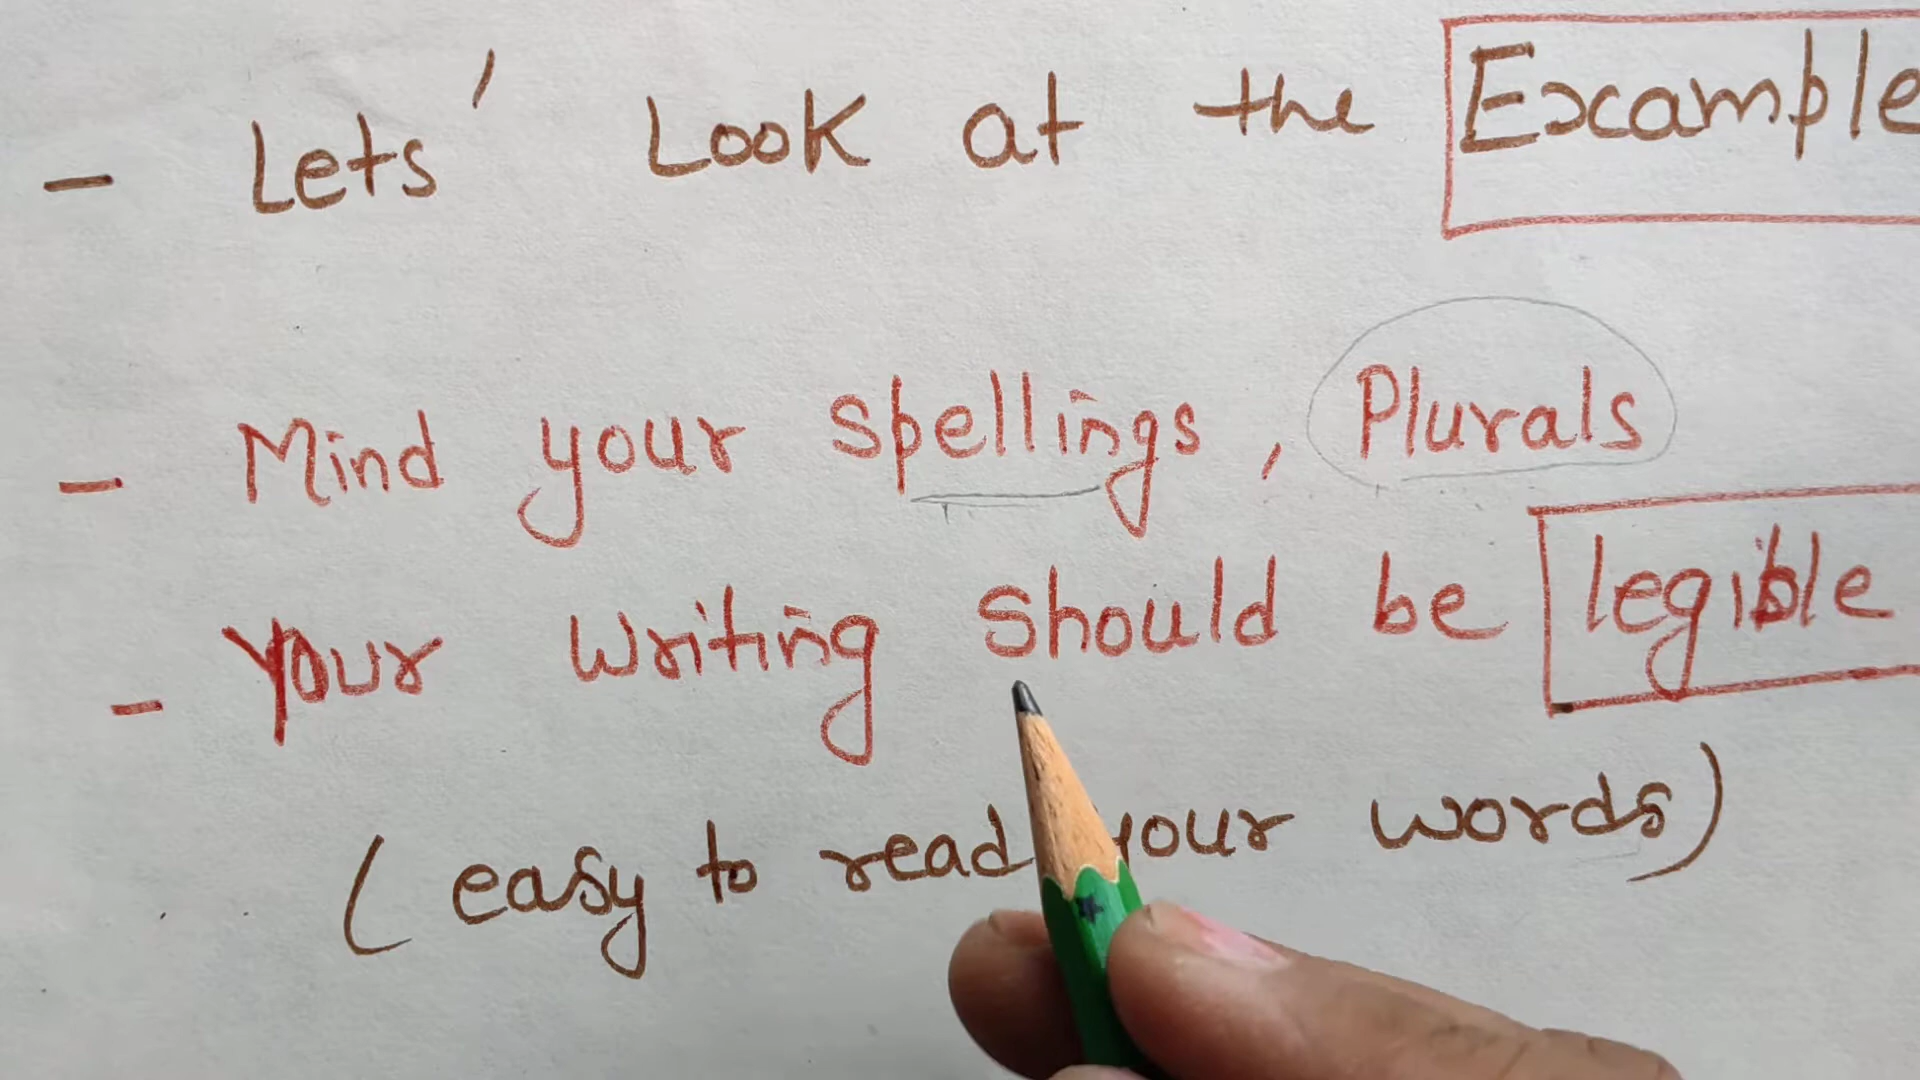 - Lets' Look at the Example
- Mind your spellings, Plurals
- Your Writing should be legible
(easy to read your words)